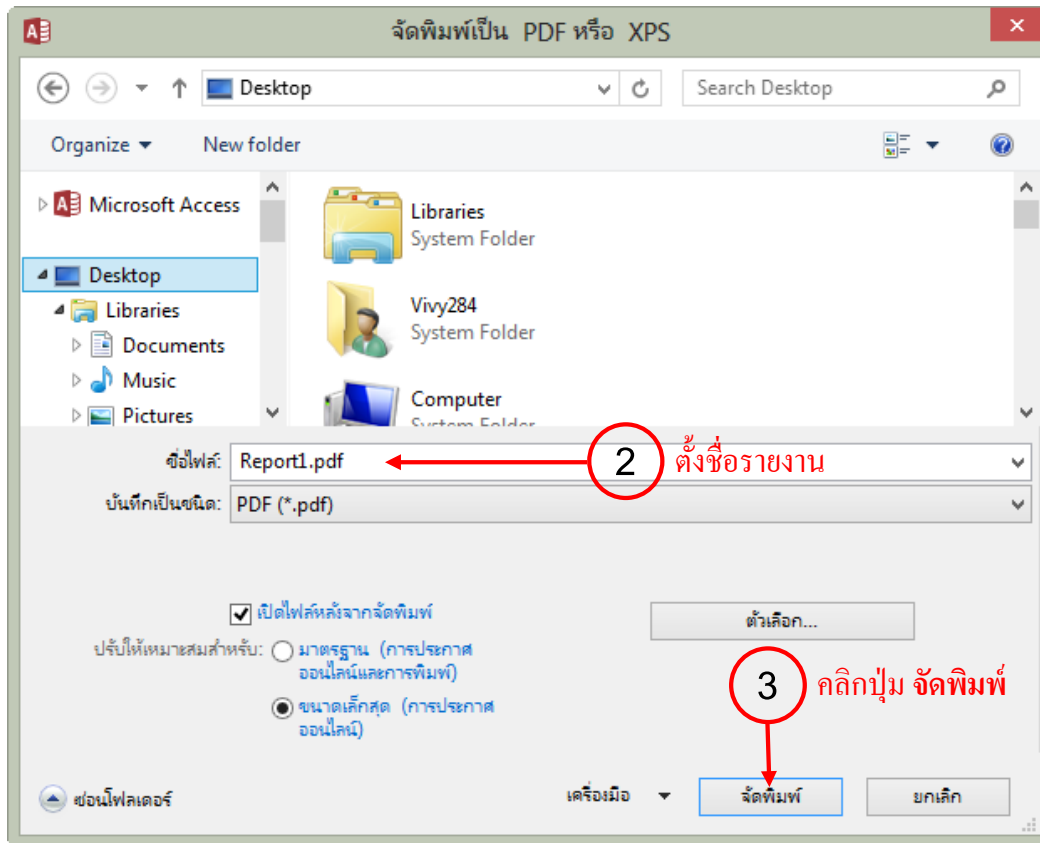 จัดพิมพ์เป็น PDF หรือ XPS
Desktop
Search Desktop
Organize
New folder
Microsoft Access
Desktop
Libraries
Documents
Music
Pictures
Libraries
System Folder
Vivy284
System Folder
Computer
System Folder
ชื่อไฟล์: Report1.pdf
2 ตั้งชื่อรายงาน
บันทึกเป็นชนิด: PDF (*.pdf)
เปิดไฟล์หลังจากจัดพิมพ์
ตัวเลือก...
ปรับให้เหมาะสมสำหรับ: มาตรฐาน (การประกาศ
ออนไลน์และการพิมพ์)
ขนาดเล็กสุด (การประกาศ
ออนไลน์)
3 คลิกปุ่ม จัดพิมพ์
ซ่อนโฟลเดอร์
เครื่องมือ
จัดพิมพ์
ยกเลิก